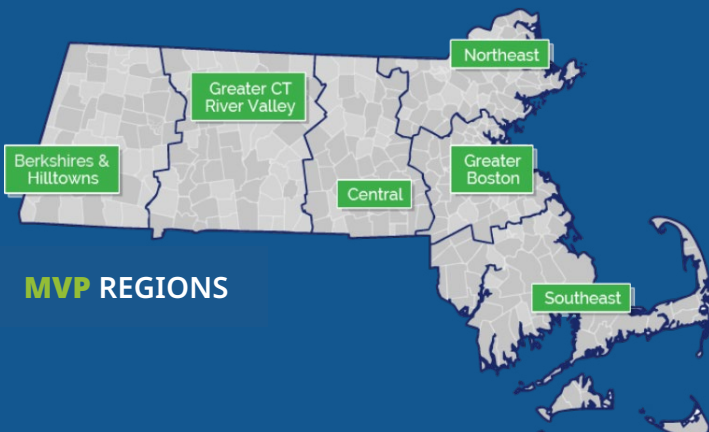 Northeast
Greater CT
River Valley
Berkshires &
Hilltowns
Greater
Boston
Central
MVP REGIONS
Southeast